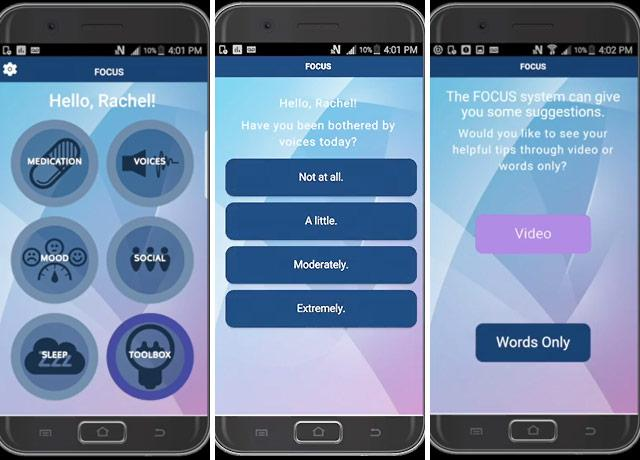 10% 4:01 PM
FOCUS
Hello, Rachel!
MEDICATION
VOICES
MOOD
SOCIAL
SLEEP
ZZZ
TOOLBOX
10% 4:01 PM
FOCUS
Hello, Rachel!
Have you been bothered by
voices today?
Not at all.
A little.
Moderately.
Extremely.
10% 4:02 PM
FOCUS
The FOCUS system can give
you some suggestions.
Would you like to see your
helpful tips through video or
words only?
Video
Words Only